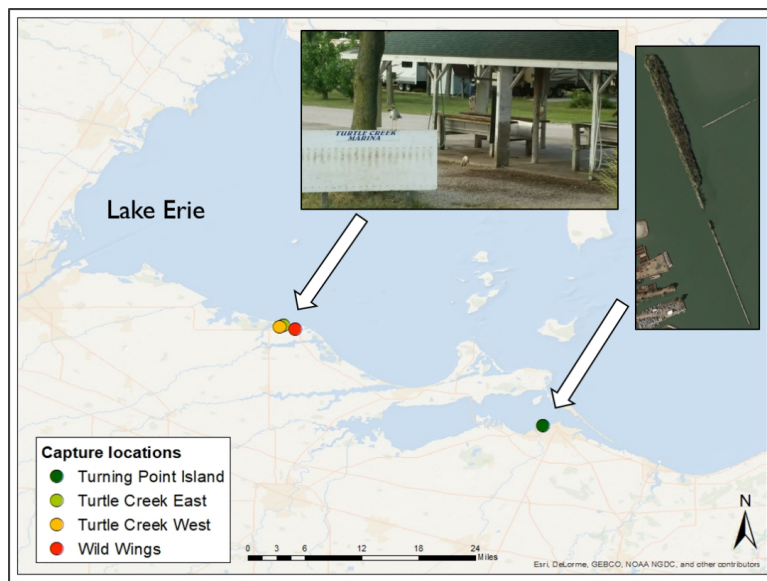 TURTLE CREEK
MARINA
Lake Erie
Capture locations
Turning Point Island
Turtle Creek East
Turtle Creek West
Wild Wings
0 3 6 12 18 24
Miles
N
Esri, DeLorme, GEBCO, NOAA NGDC, and other contributors